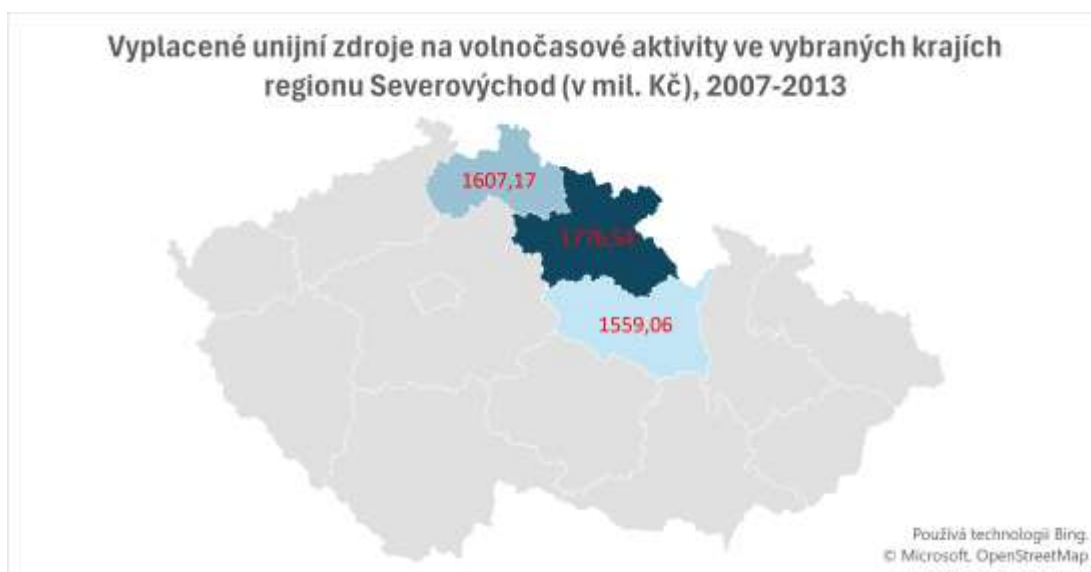 Vyplacené unijní zdroje na volnočasové aktivity ve vybraných krajích
regionu Severovýchod (v mil. Kč), 2007-2013
1607,17
1559,06
Používá technologii Bing.
© Microsoft, OpenStreetMap